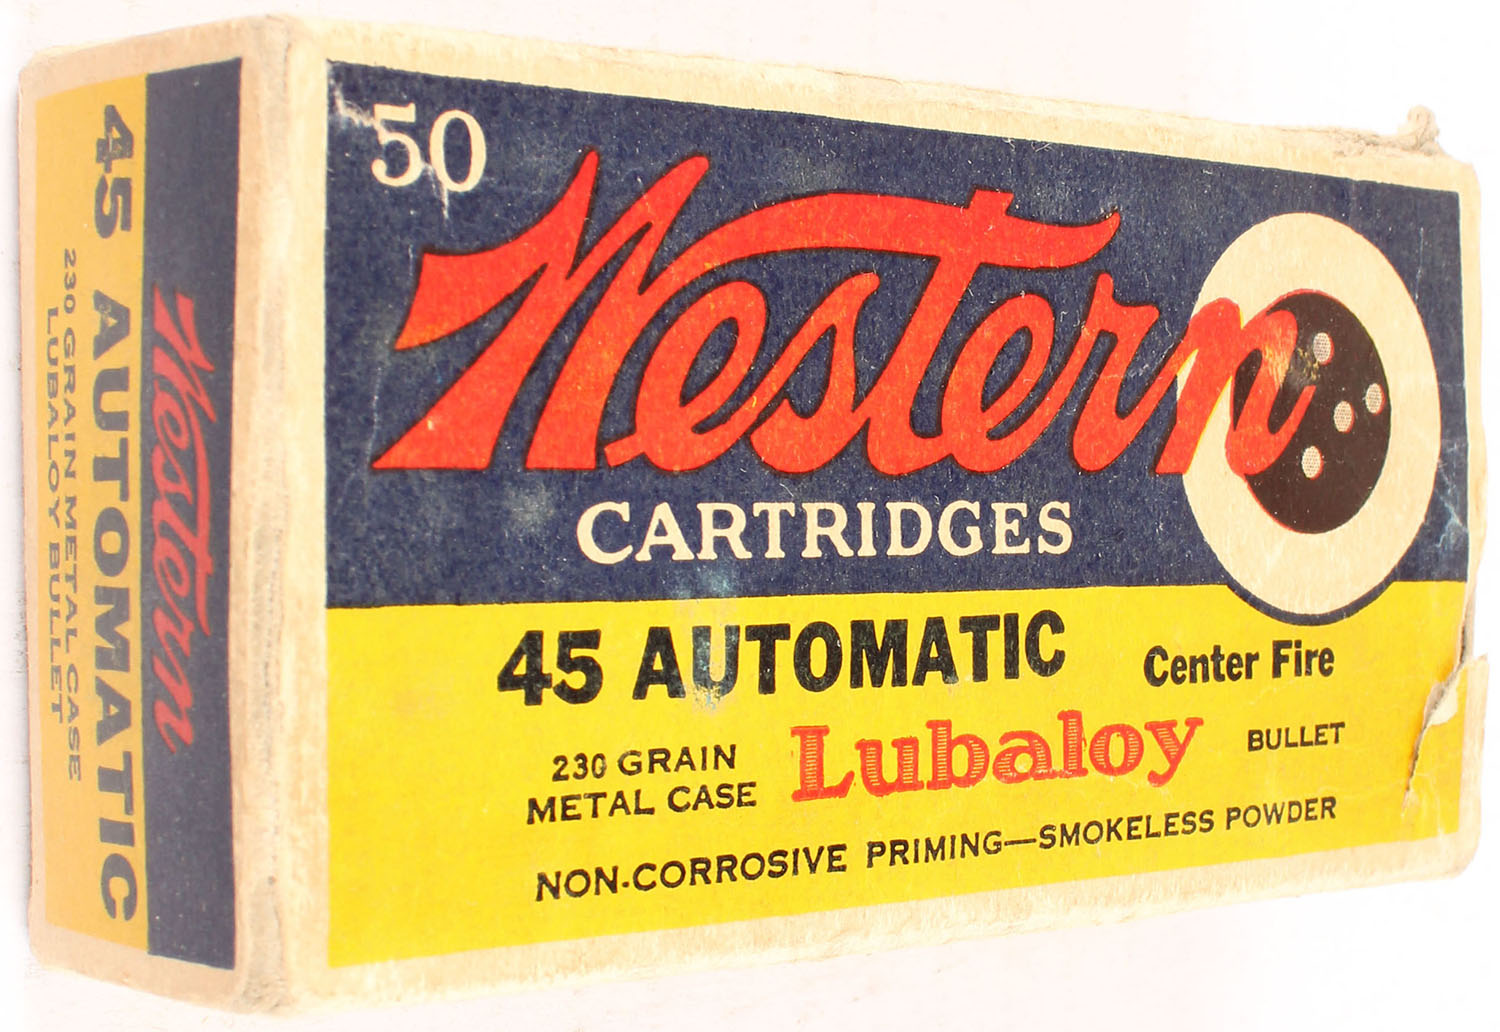 50
Western
CARTRIDGES
45 AUTOMATIC
Center Fire
230 GRAIN
METAL CASE
Lubaloy
BULLET
NON-CORROSIVE PRIMING—SMOKELESS POWDER
Western
45 AUTOMATIC
230 GRAIN METAL CASE
LUBALOY BULLET